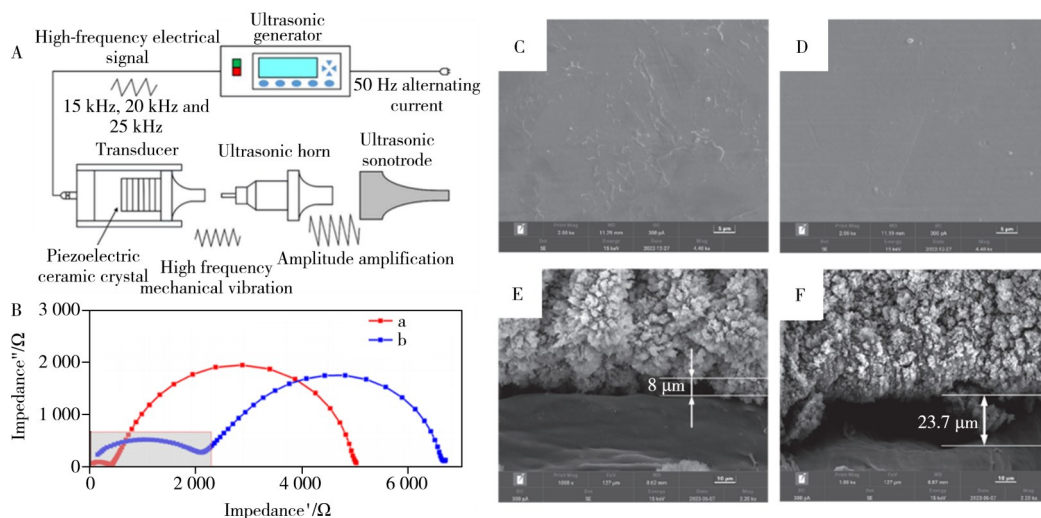 A
High-frequency electrical
signal
15 kHz, 20 kHz and
25 kHz
Ultrasonic
generator
50 Hz alternating
current
Transducer
Ultrasonic horn
Ultrasonic
sonotrode
Piezoelectric
ceramic crystal
High frequency
mechanical vibration
Amplitude amplification
B
3 000
2 000
1 000
0
Impedance''/Ω
a
b
0
2 000
4 000
6 000
Impedance'/Ω
C
5 μm
D
5 μm
E
8 μm
10 μm
F
23.7 μm
10 μm